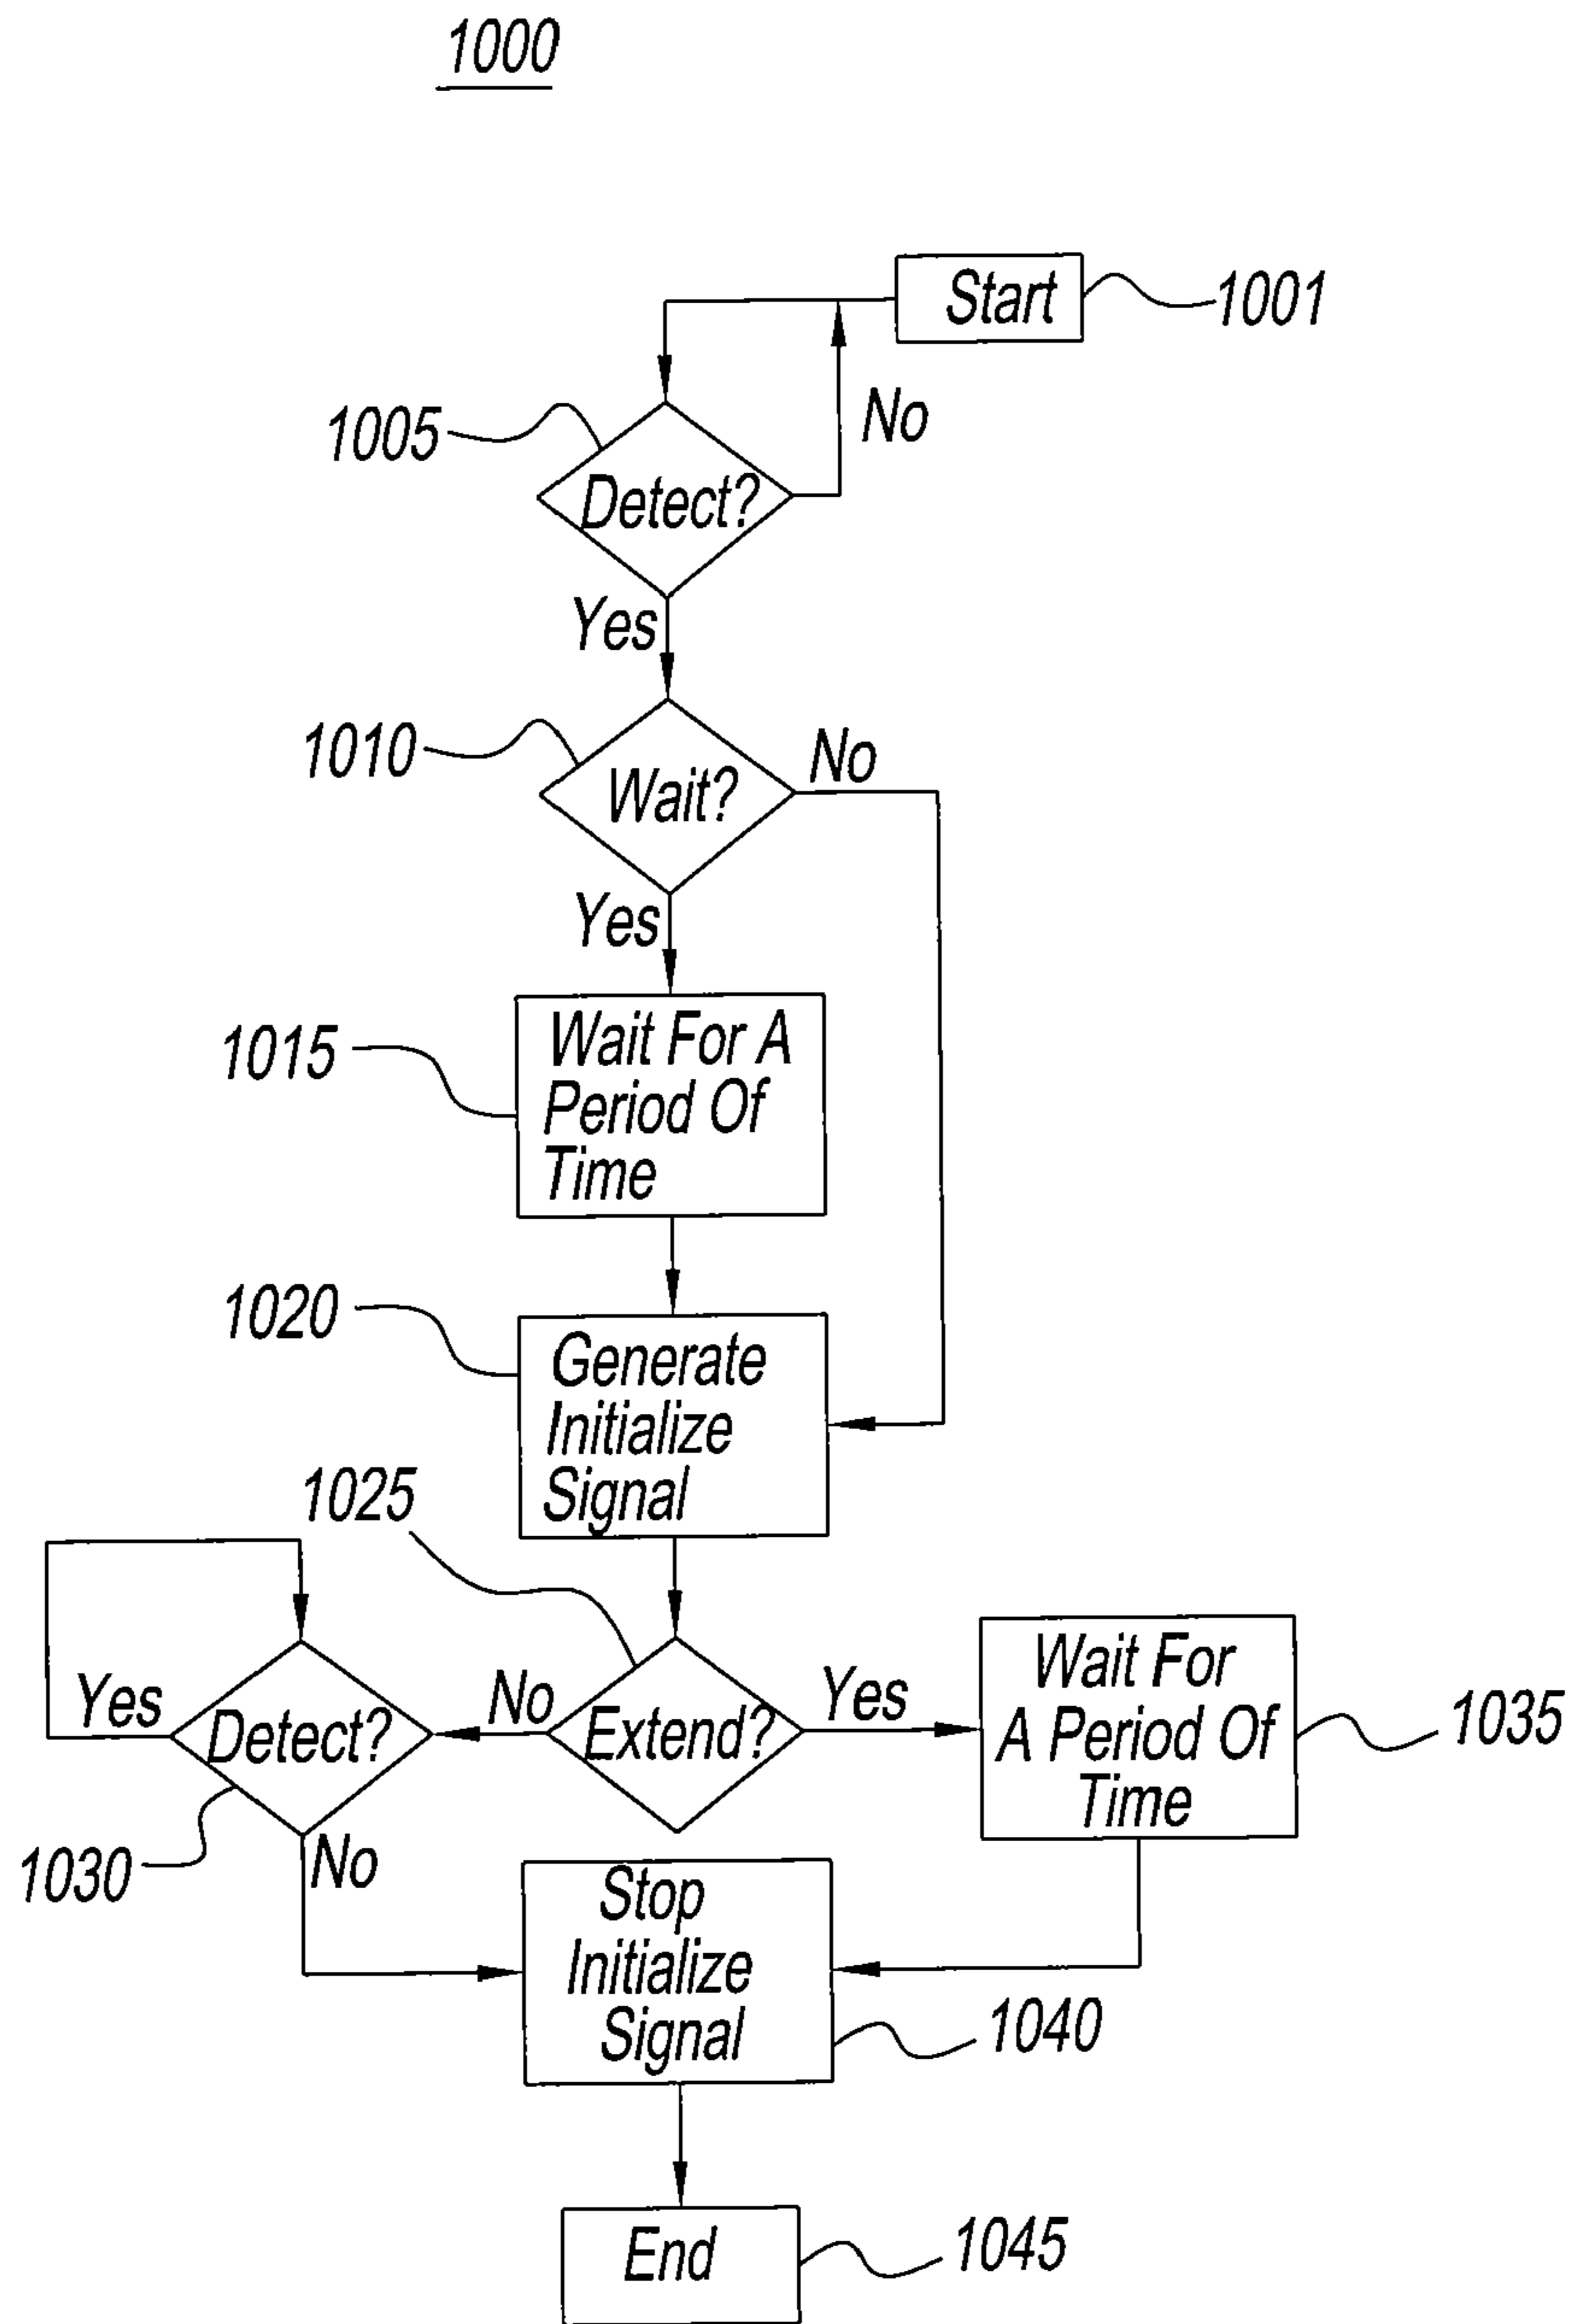 1000
Start
1001
No
1005
Detect?
Yes
1010
Wait?
No
Yes
1015
Wait For A
Period Of
Time
1020
Generate
Initialize
Signal
1025
Yes
Detect?
No
Extend?
Yes
Wait For
A Period Of
Time
1035
1030
No
Stop
Initialize
Signal
1040
End
1045